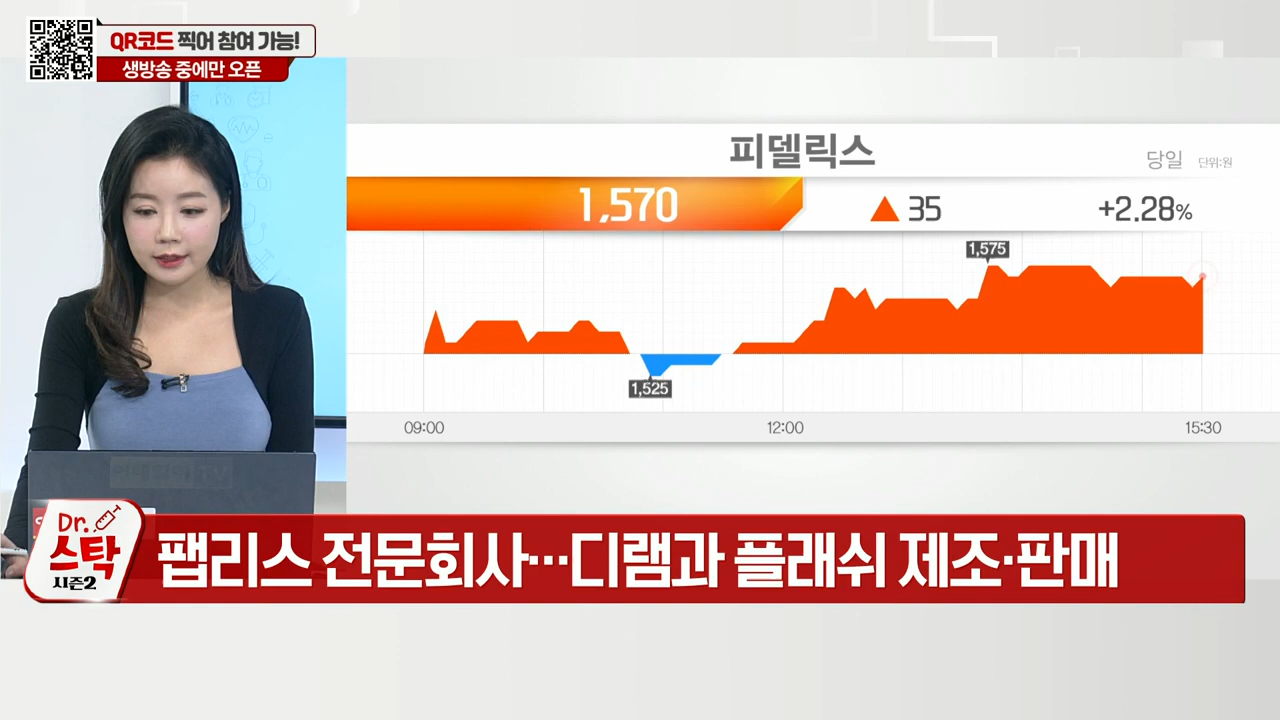 QR코드 찍어 참여 가능!
생방송 중에만 오픈
피델릭스
당일 단위:원
1,570 ▲ 35 +2.28%
1,575
1,525
09:00 12:00 15:30
Dr.
스탁
시즌2
팹리스 전문회사…디램과 플래쉬 제조·판매